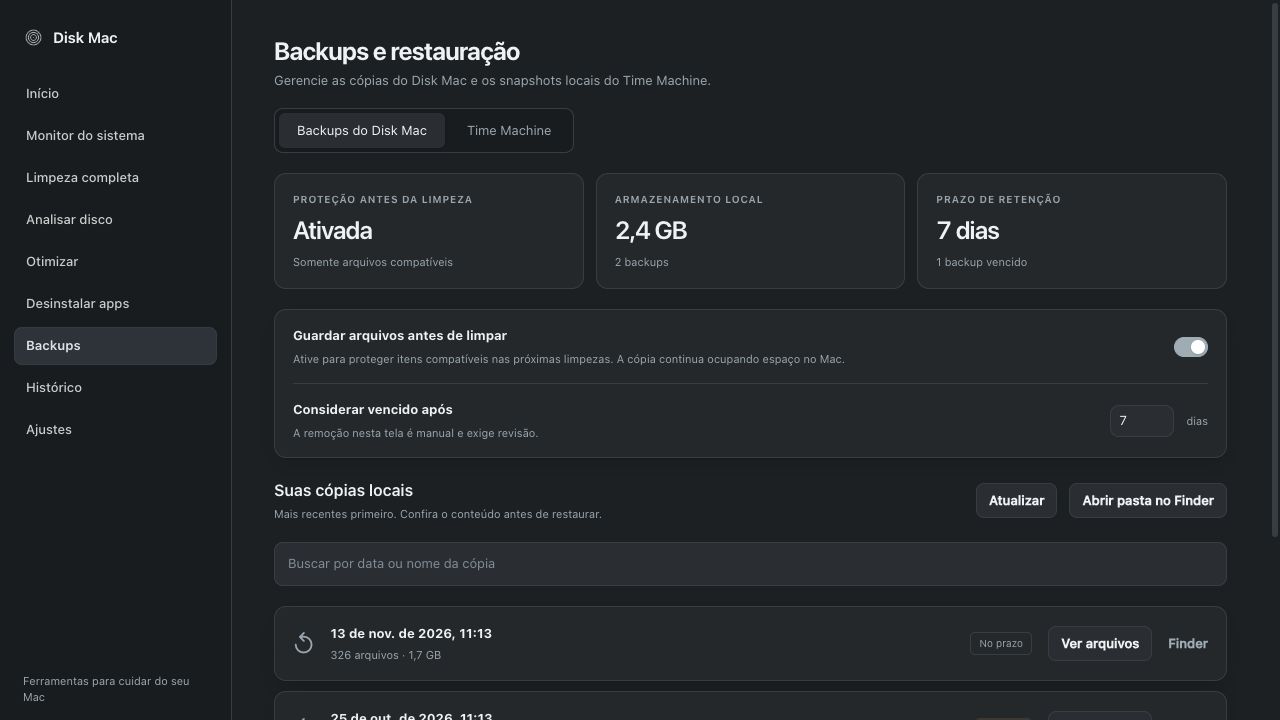 Disk Mac
Início
Monitor do sistema
Limpeza completa
Analisar disco
Otimizar
Desinstalar apps
Backups
Histórico
Ajustes
Ferramentas para cuidar do seu
Mac
Backups e restauração
Gerencie as cópias do Disk Mac e os snapshots locais do Time Machine.
Backups do Disk Mac
Time Machine
PROTEÇÃO ANTES DA LIMPEZA
Ativada
Somente arquivos compatíveis
ARMAZENAMENTO LOCAL
2,4 GB
2 backups
PRAZO DE RETENÇÃO
7 dias
1 backup vencido
Guardar arquivos antes de limpar
Ative para proteger itens compatíveis nas próximas limpezas. A cópia continua ocupando espaço no Mac.
Considerar vencido após
A remoção nesta tela é manual e exige revisão.
7
dias
Suas cópias locais
Mais recentes primeiro. Confira o conteúdo antes de restaurar.
Atualizar
Abrir pasta no Finder
Buscar por data ou nome da cópia
13 de nov. de 2026, 11:13
326 arquivos · 1,7 GB
No prazo
Ver arquivos
Finder
25 de out. de 2026, 11:13